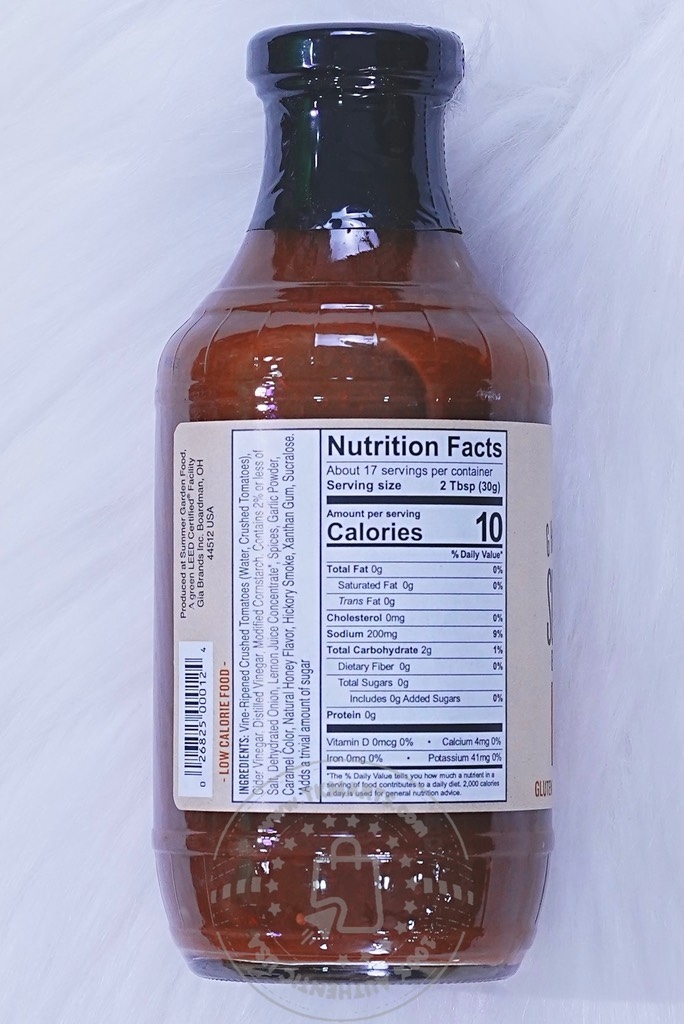 Produced at Summer Garden Food,
A green LEED Certified® Facility
Gia Brands Inc. Boardman, OH
44512 USA
0 26825 00012 4
- LOW CALORIE FOOD -
INGREDIENTS: Vine-Ripened Crushed Tomatoes (Water, Crushed Tomatoes),
Cider Vinegar, Distilled Vinegar, Modified Cornstarch. Contains 2% or less of
Salt, Dehydrated Onion, Lemon Juice Concentrate*, Spices, Garlic Powder,
Caramel Color, Natural Honey Flavor, Hickory Smoke, Xanthan Gum, Sucralose.
*Adds a trivial amount of sugar
Nutrition Facts
About 17 servings per container
Serving size 2 Tbsp (30g)
Amount per serving
Calories 10
% Daily Value*
Total Fat 0g 0%
Saturated Fat 0g 0%
Trans Fat 0g
Cholesterol 0mg 0%
Sodium 200mg 9%
Total Carbohydrate 2g 1%
Dietary Fiber 0g 0%
Total Sugars 0g
Includes 0g Added Sugars 0%
Protein 0g
Vitamin D 0mcg 0% • Calcium 4mg 0%
Iron 0mg 0% • Potassium 41mg 0%
*The % Daily Value tells you how much a nutrient in a
serving of food contributes to a daily diet. 2,000 calories
a day is used for general nutrition advice.
100% AUTHENTIC